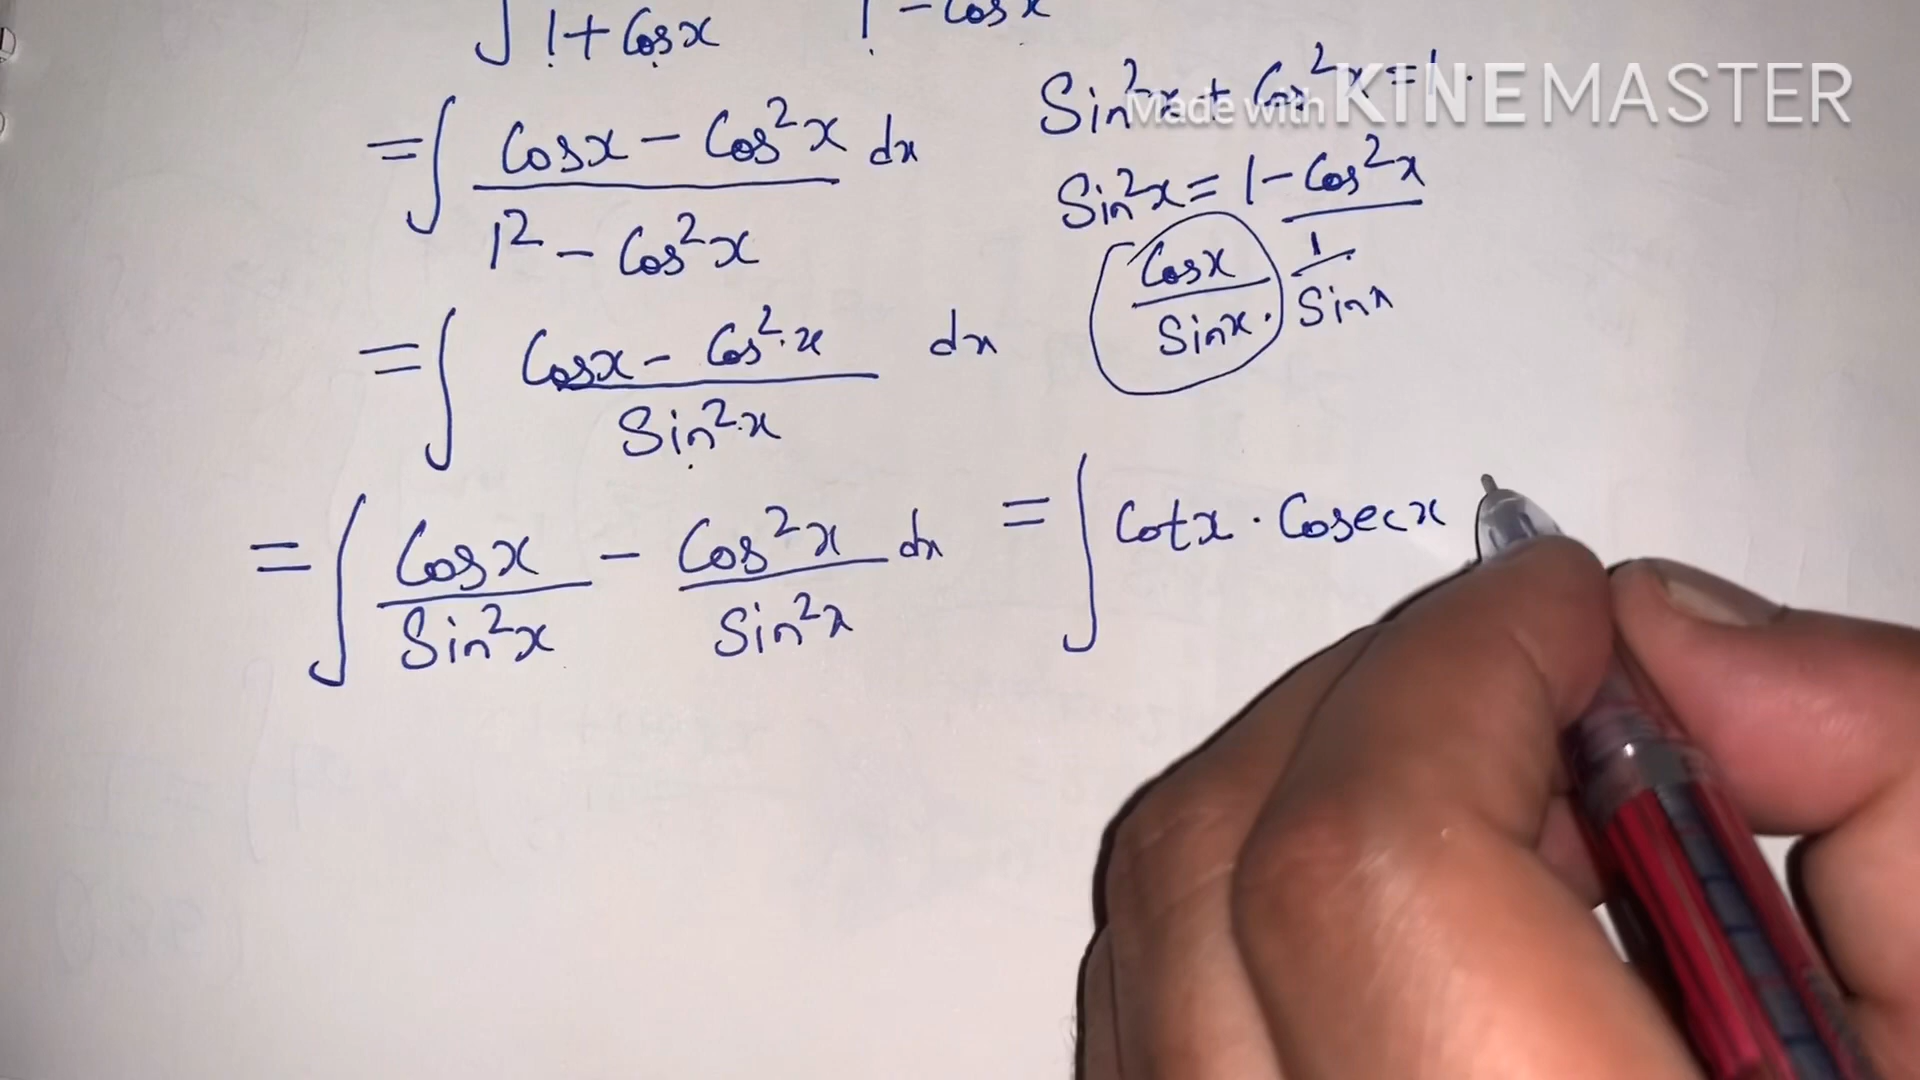 ∫ 1 + Cosx 1 - Cosx
= ∫ Cosx - Cos²x / 1² - Cos²x dx
= ∫ Cosx - Cos²x / Sin²x dx
= ∫ Cosx / Sin²x - Cos²x / Sin²x dx = ∫ Cotx · Cosecx
Sin²x + Cos²x = 1
Sin²x = 1 - Cos²x
Cosx / Sinx · 1 / Sinx
Made with KINEMASTER